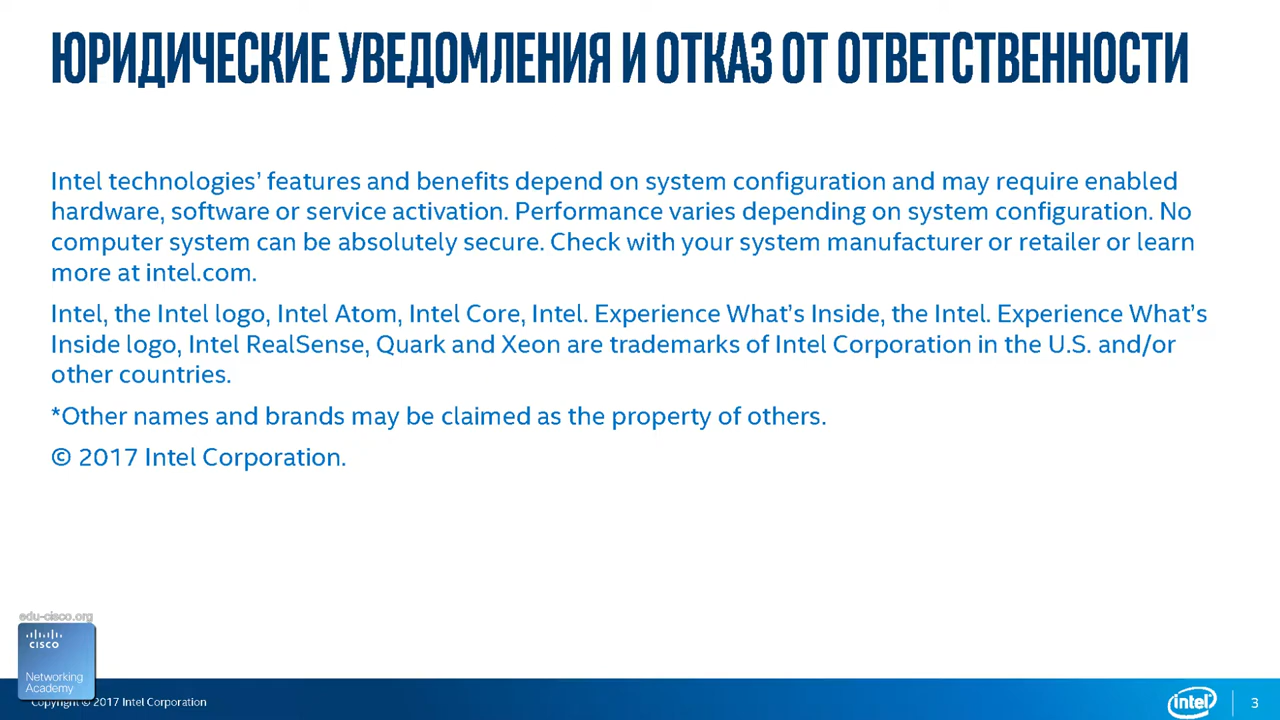 ЮРИДИЧЕСКИЕ УВЕДОМЛЕНИЯ И ОТКАЗ ОТ ОТВЕТСТВЕННОСТИ
Intel technologies’ features and benefits depend on system configuration and may require enabled
hardware, software or service activation. Performance varies depending on system configuration. No
computer system can be absolutely secure. Check with your system manufacturer or retailer or learn
more at intel.com.
Intel, the Intel logo, Intel Atom, Intel Core, Intel. Experience What’s Inside, the Intel. Experience What’s
Inside logo, Intel RealSense, Quark and Xeon are trademarks of Intel Corporation in the U.S. and/or
other countries.
*Other names and brands may be claimed as the property of others.
© 2017 Intel Corporation.
edu-cisco.org
CISCO
Networking
Academy
Copyright © 2017 Intel Corporation
intel
3